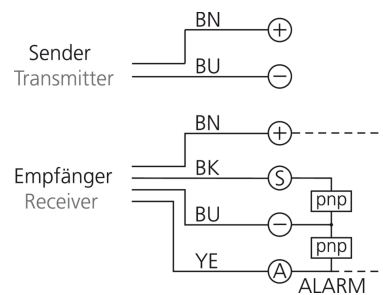 BN
+
Sender
BU
Transmitter
−
BN
+
BK
S
Empfänger
pnp
Receiver
BU
−
pnp
YE
A
ALARM